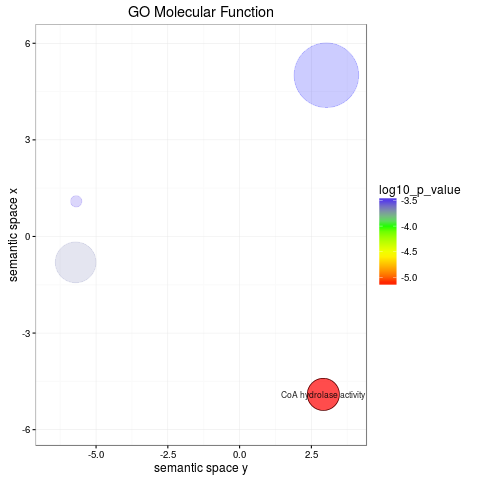 GO Molecular Function
6
3
0
-3
-6
semantic space x
CoA hydrolase activity
-5.0 -2.5 0.0 2.5
semantic space y
log10_p_value
-3.5
-4.0
-4.5
-5.0